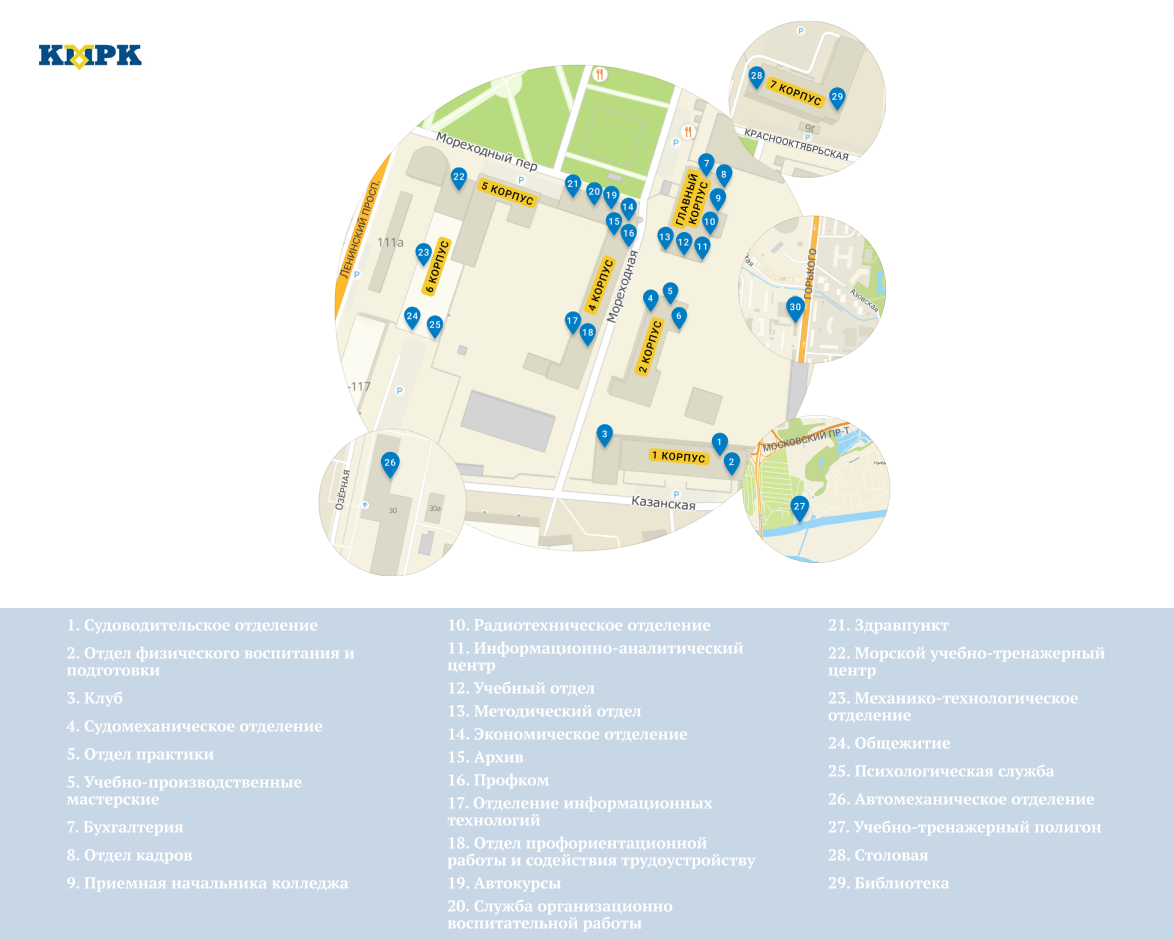 КМРК
P
28
7 КОРПУС
29
9г
P
КРАСНООКТЯБРЬСКАЯ
Мореходный пер
P
P
22
5 КОРПУС
21
20
19
14
15
16
7
8
9
10
ГЛАВНЫЙ
КОРПУС
13
12
11
ЛЕНИНСКИЙ ПРОСП.
P
111а
23
6 КОРПУС
24
25
4 КОРПУС
Мореходная
17
18
4
5
6
2 КОРПУС
ГОРЬКОГО
Азовская
30
-117
P
3
1 КОРПУС
1
2
P
Казанская
26
ОЗЁРНАЯ
30
30а
МОСКОВСКИЙ ПР-Т
27
1. Судоводительское отделение
2. Отдел физического воспитания и
подготовки
3. Клуб
4. Судомеханическое отделение
5. Отдел практики
5. Учебно-производственные
мастерские
7. Бухгалтерия
8. Отдел кадров
9. Приемная начальника колледжа
10. Радиотехническое отделение
11. Информационно-аналитический
центр
12. Учебный отдел
13. Методический отдел
14. Экономическое отделение
15. Архив
16. Профком
17. Отделение информационных
технологий
18. Отдел профориентационной
работы и содействия трудоустройству
19. Автокурсы
20. Служба организационно
воспитательной работы
21. Здравпункт
22. Морской учебно-тренажерный
центр
23. Механико-технологическое
отделение
24. Общежитие
25. Психологическая служба
26. Автомеханическое отделение
27. Учебно-тренажерный полигон
28. Столовая
29. Библиотека